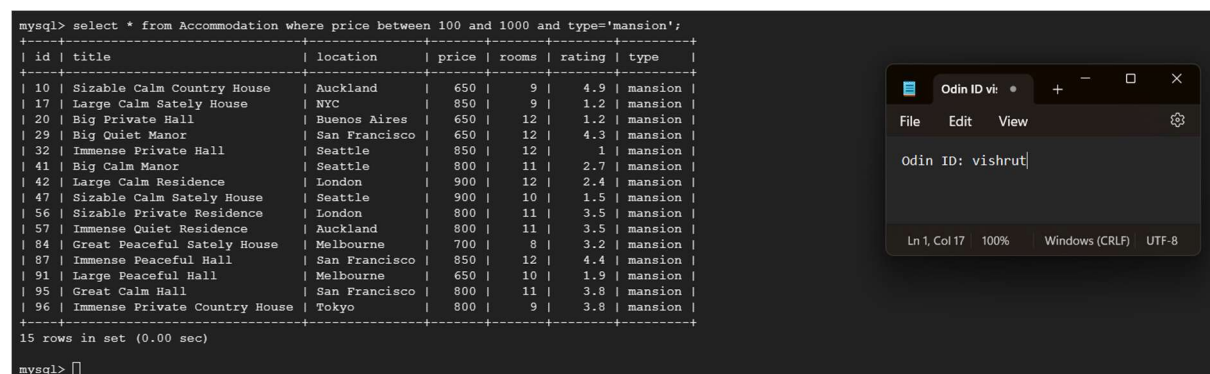 mysql> select * from Accommodation where price between 100 and 1000 and type='mansion';
+----+-------------------------------+---------------+-------+-------+--------+---------+
| id | title                         | location      | price | rooms | rating | type    |
+----+-------------------------------+---------------+-------+-------+--------+---------+
| 10 | Sizable Calm Country House    | Auckland      |   650 |     9 |    4.9 | mansion |
| 17 | Large Calm Sately House       | NYC           |   850 |     9 |    1.2 | mansion |
| 20 | Big Private Hall              | Buenos Aires  |   650 |    12 |    1.2 | mansion |
| 29 | Big Quiet Manor               | San Francisco |   650 |    12 |    4.3 | mansion |
| 32 | Immense Private Hall          | Seattle       |   850 |    12 |      1 | mansion |
| 41 | Big Calm Manor                | Seattle       |   800 |    11 |    2.7 | mansion |
| 42 | Large Calm Residence          | London        |   900 |    12 |    2.4 | mansion |
| 47 | Sizable Calm Sately House     | Seattle       |   900 |    10 |    1.5 | mansion |
| 56 | Sizable Private Residence     | London        |   800 |    11 |    3.5 | mansion |
| 57 | Immense Quiet Residence       | Auckland      |   800 |    11 |    3.5 | mansion |
| 84 | Great Peaceful Sately House   | Melbourne     |   700 |     8 |    3.2 | mansion |
| 87 | Immense Peaceful Hall         | San Francisco |   850 |    12 |    4.4 | mansion |
| 91 | Large Peaceful Hall           | Melbourne     |   650 |    10 |    1.9 | mansion |
| 95 | Great Calm Hall               | San Francisco |   800 |    11 |    3.8 | mansion |
| 96 | Immense Private Country House | Tokyo         |   800 |     9 |    3.8 | mansion |
+----+-------------------------------+---------------+-------+-------+--------+---------+
15 rows in set (0.00 sec)
mysql>
Odin ID vis
File Edit View
Odin ID: vishrut
Ln 1, Col 17 100% Windows (CRLF) UTF-8